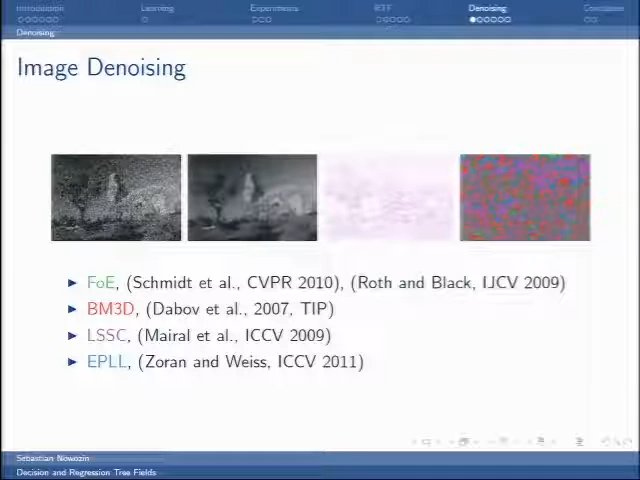 Introduction Learning Experiments RTF Denoising Conclusion
Denoising
Image Denoising
FoE, (Schmidt et al., CVPR 2010), (Roth and Black, IJCV 2009)
BM3D, (Dabov et al., 2007, TIP)
LSSC, (Mairal et al., ICCV 2009)
EPLL, (Zoran and Weiss, ICCV 2011)
Sebastian Nowozin
Decision and Regression Tree Fields